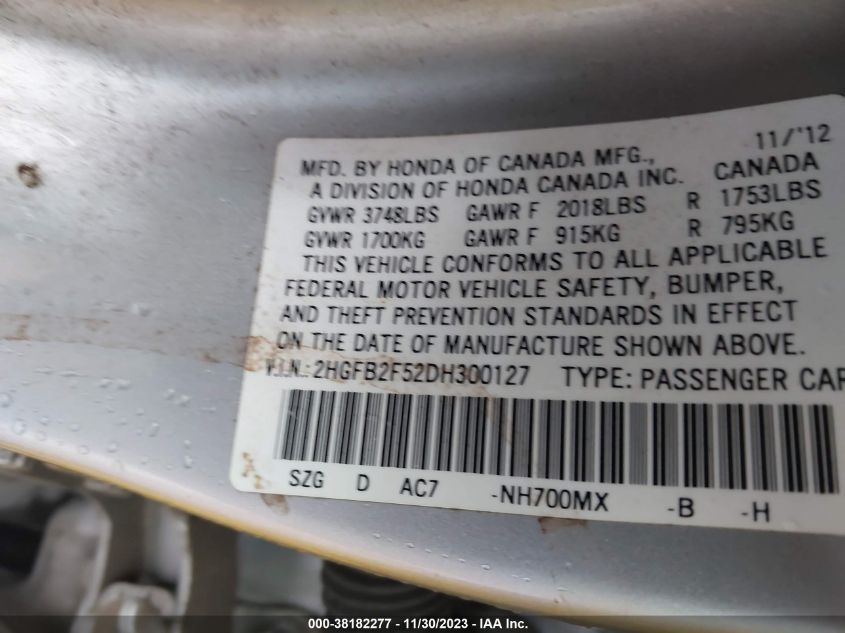 11/'12
MFD. BY HONDA OF CANADA MFG.,
A DIVISION OF HONDA CANADA INC. CANADA
GVWR 3748LBS GAWR F 2018LBS R 1753LBS
GVWR 1700KG GAWR F 915KG R 795KG
THIS VEHICLE CONFORMS TO ALL APPLICABLE
FEDERAL MOTOR VEHICLE SAFETY, BUMPER,
AND THEFT PREVENTION STANDARDS IN EFFECT
ON THE DATE OF MANUFACTURE SHOWN ABOVE.
V.I.N.: 2HGFB2F52DH300127 TYPE: PASSENGER CAR
SZG D AC7 -NH700MX -B -H
000-38182277 - 11/30/2023 - IAA Inc.